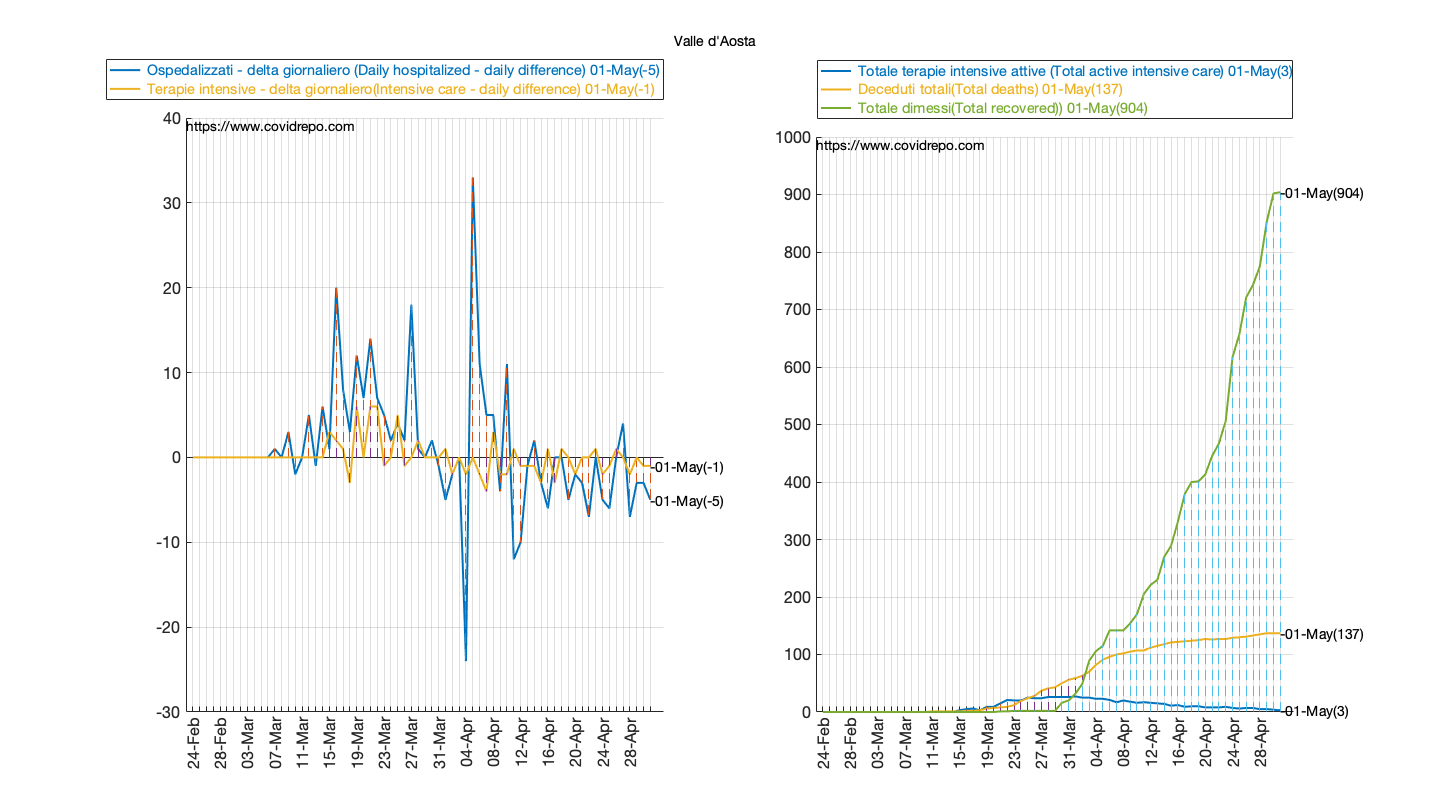 Valle d'Aosta
Ospedalizzati - delta giornaliero (Daily hospitalized - daily difference) 01-May(-5)
Terapie intensive - delta giornaliero(Intensive care - daily difference) 01-May(-1)
https://www.covidrepo.com
40
30
20
10
0
-10
-20
-30
-01-May(-1)
-01-May(-5)
24-Feb
28-Feb
03-Mar
07-Mar
11-Mar
15-Mar
19-Mar
23-Mar
27-Mar
31-Mar
04-Apr
08-Apr
12-Apr
16-Apr
20-Apr
24-Apr
28-Apr
Totale terapie intensive attive (Total active intensive care) 01-May(3)
Deceduti totali(Total deaths) 01-May(137)
Totale dimessi(Total recovered)) 01-May(904)
https://www.covidrepo.com
1000
900
800
700
600
500
400
300
200
100
0
-01-May(904)
-01-May(137)
-01-May(3)
24-Feb
28-Feb
03-Mar
07-Mar
11-Mar
15-Mar
19-Mar
23-Mar
27-Mar
31-Mar
04-Apr
08-Apr
12-Apr
16-Apr
20-Apr
24-Apr
28-Apr